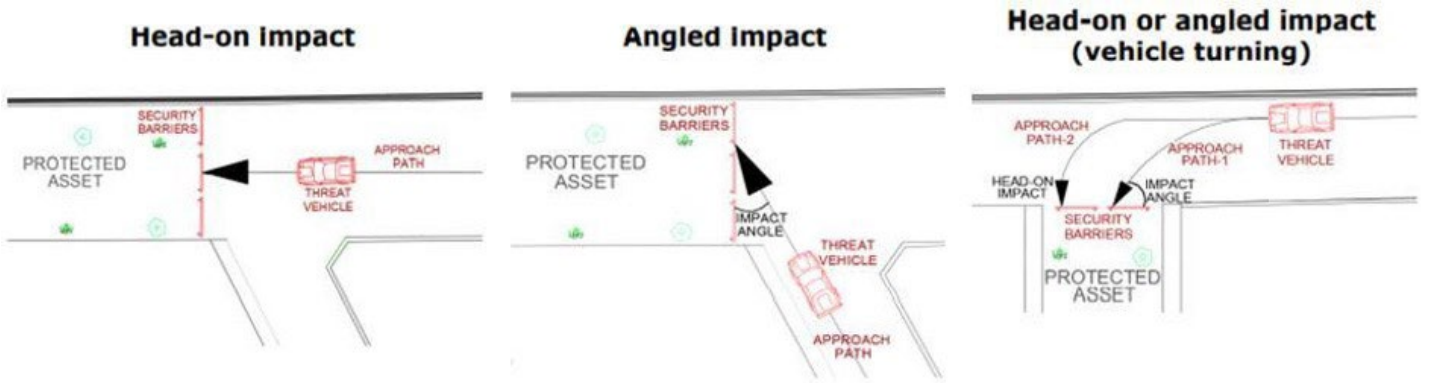 Head-on impact
SECURITY
BARRIERS
PROTECTED
ASSET
APPROACH
PATH
THREAT
VEHICLE
Angled impact
SECURITY
BARRIERS
PROTECTED
ASSET
IMPACT
ANGLE
THREAT
VEHICLE
APPROACH
PATH
Head-on or angled impact
(vehicle turning)
APPROACH
PATH-2
APPROACH
PATH-1
THREAT
VEHICLE
HEAD-ON
IMPACT
IMPACT
ANGLE
SECURITY
BARRIERS
PROTECTED
ASSET